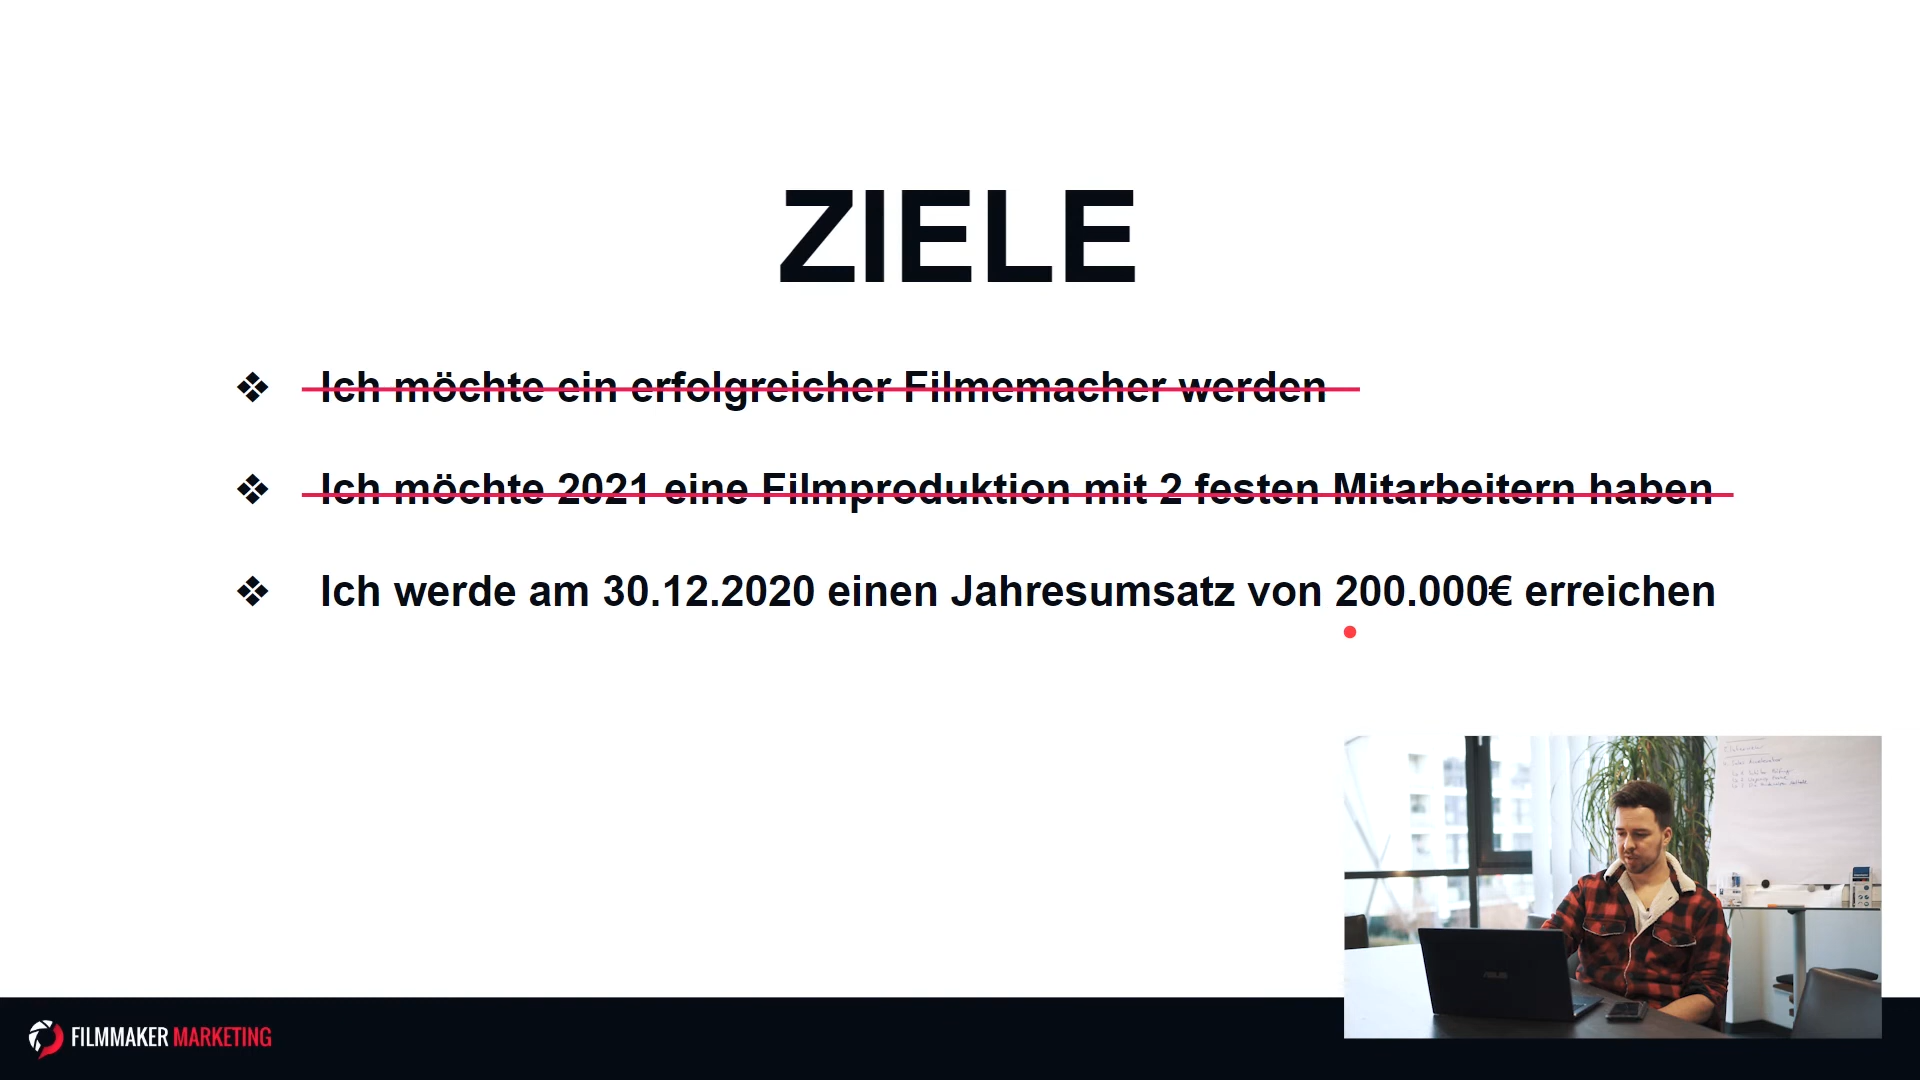 ZIELE
❖ Ich möchte ein erfolgreicher Filmemacher werden
❖ Ich möchte 2021 eine Filmproduktion mit 2 festen Mitarbeitern haben
❖ Ich werde am 30.12.2020 einen Jahresumsatz von 200.000€ erreichen
ASUS
FILMMAKER MARKETING